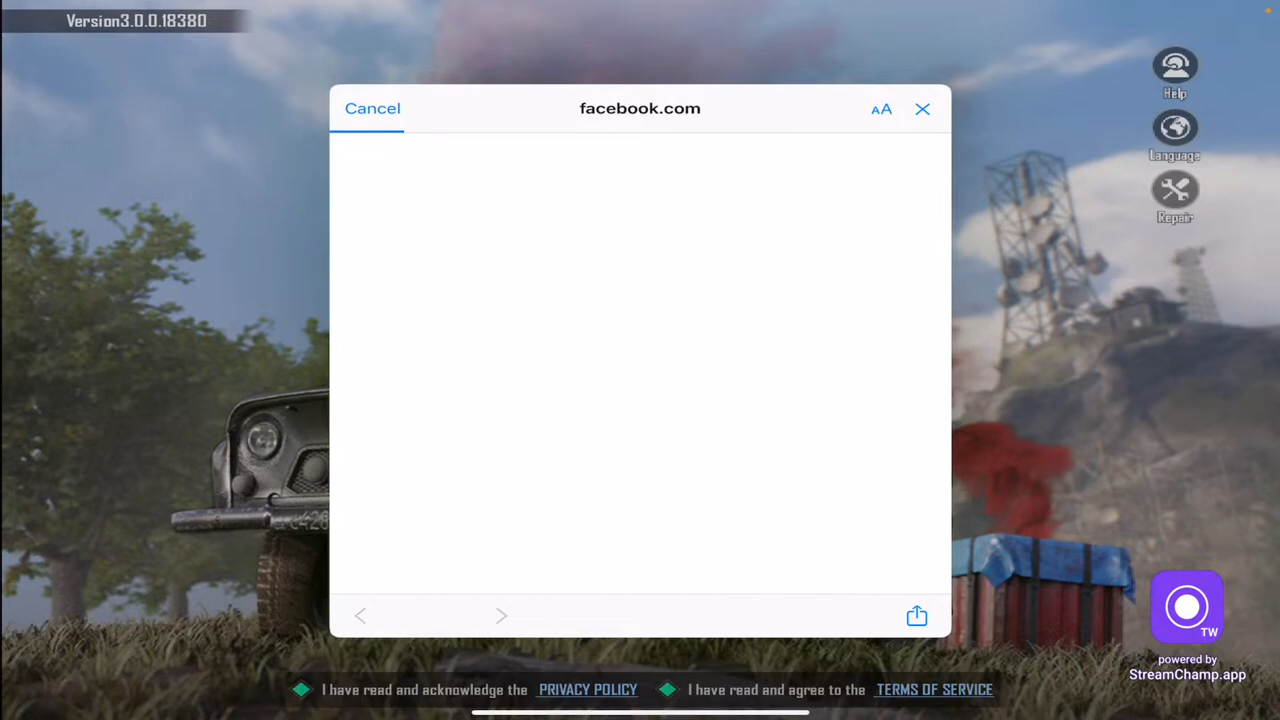 Version3.0.0.18380
Cancel
facebook.com
AA
Help
Language
Repair
TW
powered by
StreamChamp.app
I have read and acknowledge the PRIVACY POLICY
I have read and agree to the TERMS OF SERVICE